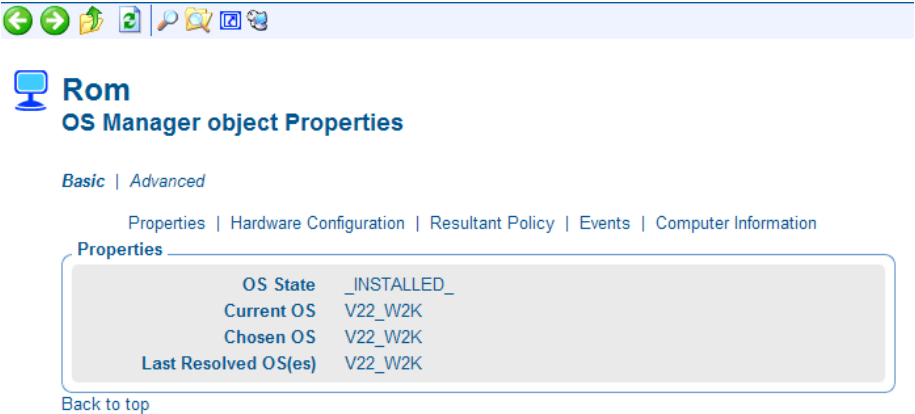 Rom
OS Manager object Properties
Basic | Advanced
Properties | Hardware Configuration | Resultant Policy | Events | Computer Information
Properties
OS State _INSTALLED_
Current OS V22_W2K
Chosen OS V22_W2K
Last Resolved OS(es) V22_W2K
Back to top